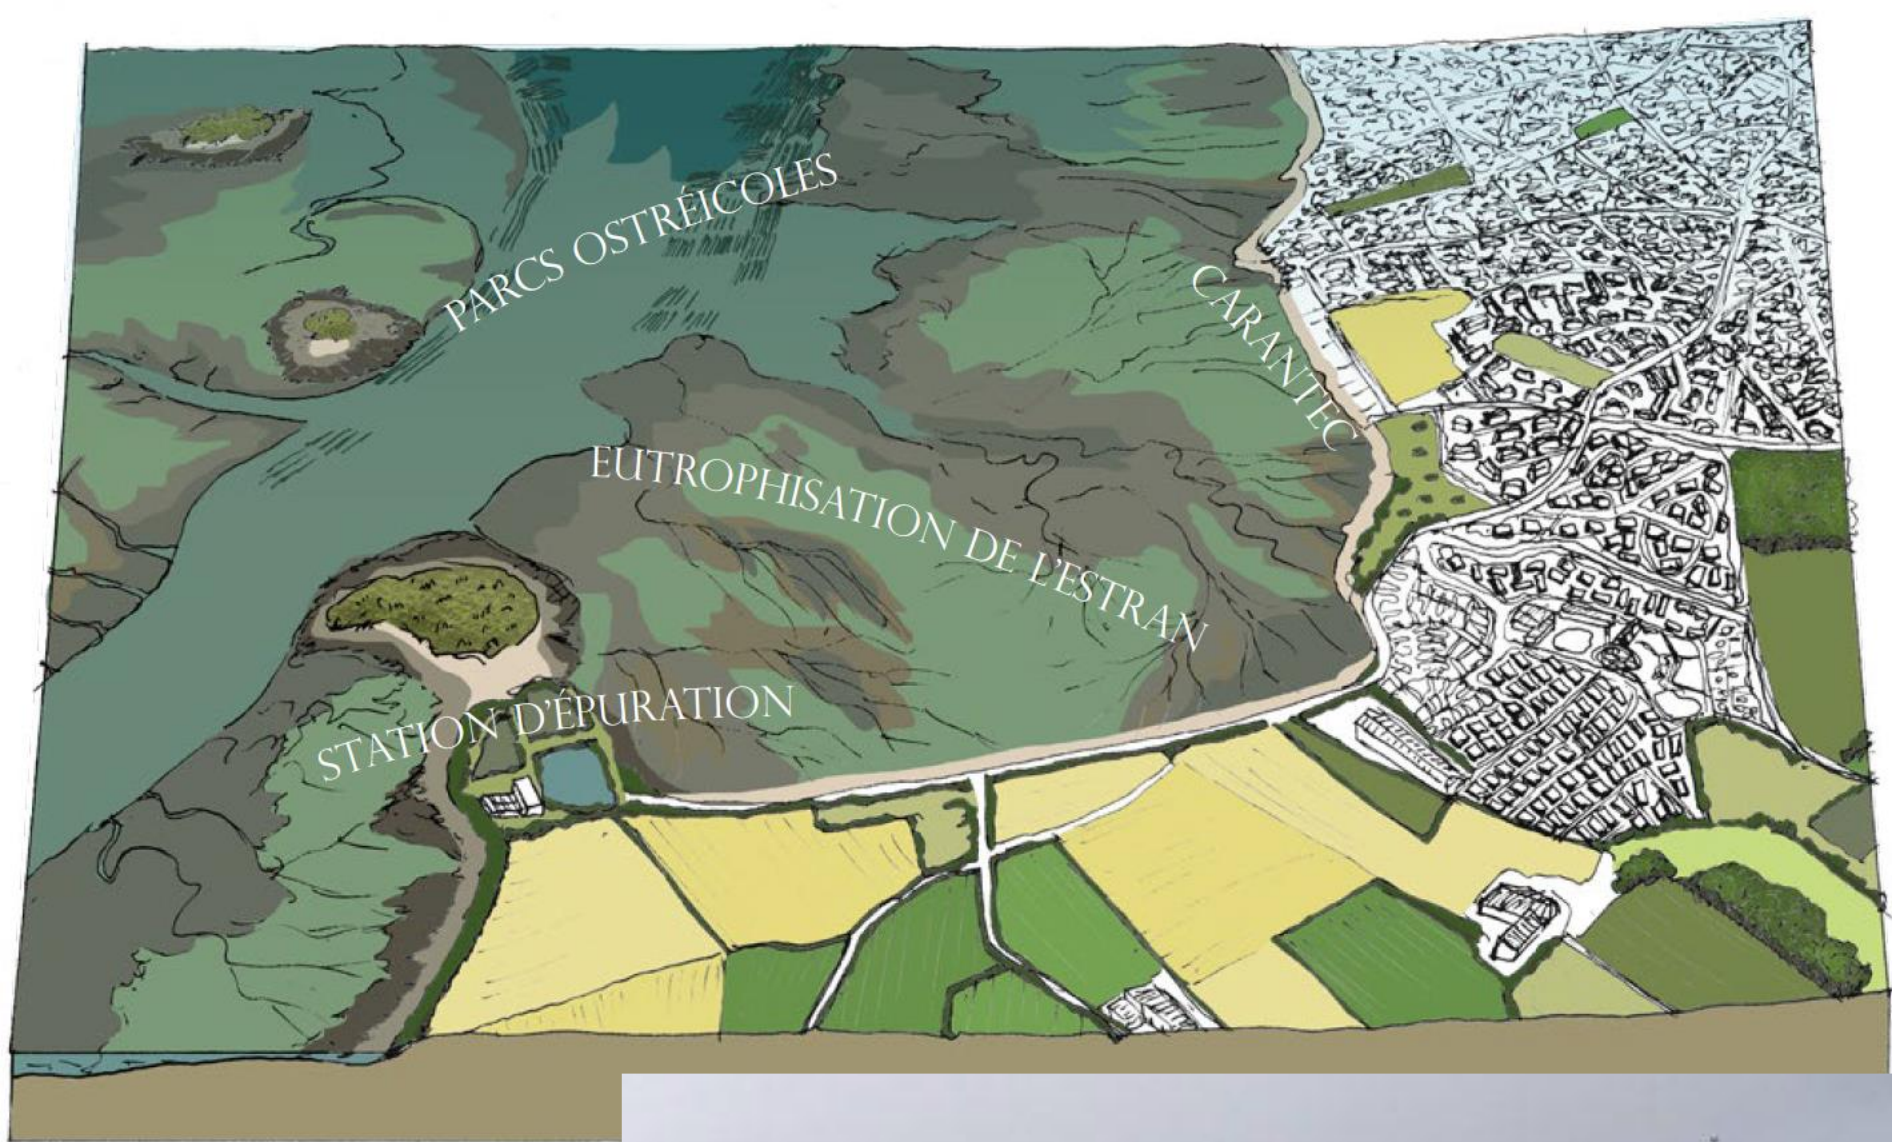 PARCS OSTRÉICOLES
CARANTEC
EUTROPHISATION DE L'ESTRAN
STATION D'ÉPURATION